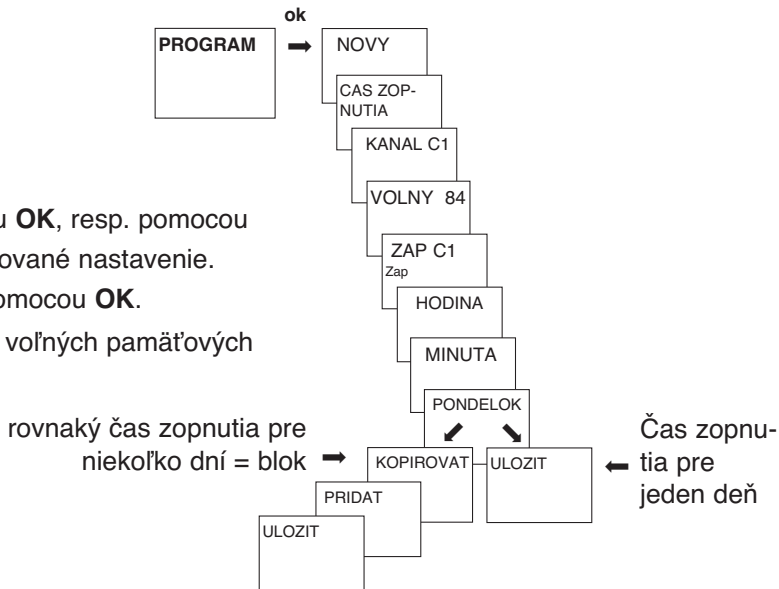 ok
PROGRAM
NOVY
CAS ZOP-
NUTIA
KANAL C1
VOLNY 84
u OK, resp. pomocou
ované nastavenie.
omocou OK.
voľných pamäťových
ZAP C1
Zap
HODINA
MINUTA
PONDELOK
rovnaký čas zopnutia pre
niekoľko dní = blok
KOPIROVAT
PRIDAT
ULOZIT
ULOZIT
Čas zopnu-
tia pre
jeden deň